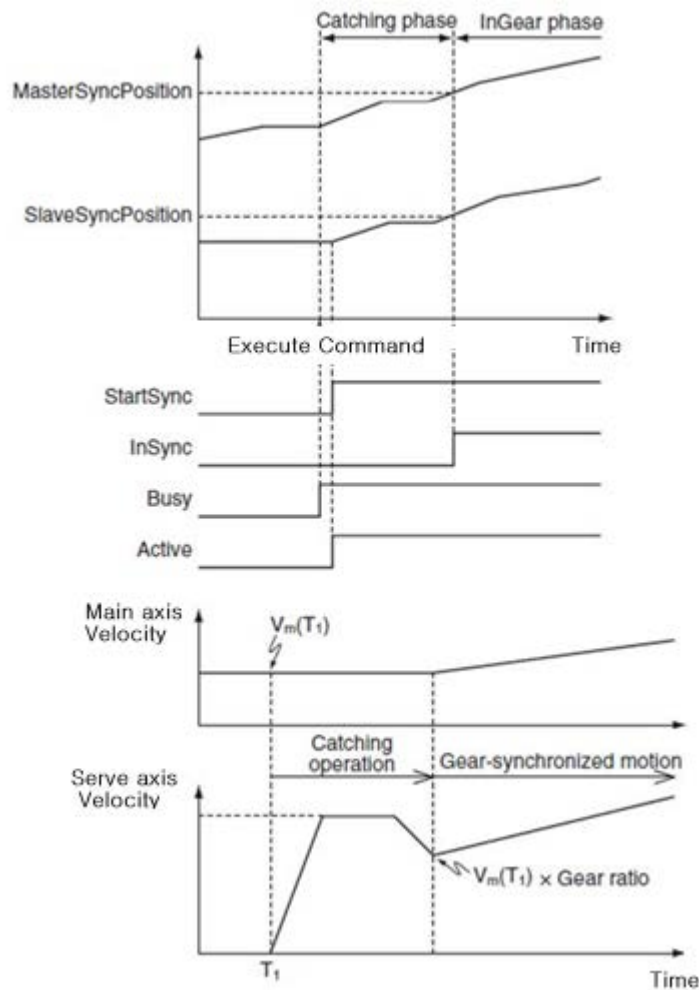 Catching phase
InGear phase
MasterSyncPosition
SlaveSyncPosition
Execute Command
Time
StartSync
InSync
Busy
Active
Main axis
Velocity
Vm(T1)
Catching
operation
Gear-synchronized motion
Serve axis
Velocity
Vm(T1) × Gear ratio
T1
Time